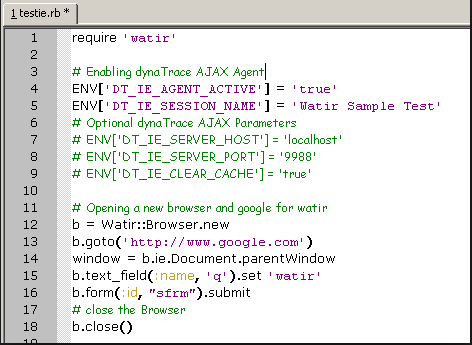 1 testie.rb *
1 require 'watir'
2
3 # Enabling dynaTrace AJAX Agent
4 ENV['DT_IE_AGENT_ACTIVE'] = 'true'
5 ENV['DT_IE_SESSION_NAME'] = 'Watir Sample Test'
6 # Optional dynaTrace AJAX Parameters
7 # ENV['DT_IE_SERVER_HOST'] = 'localhost'
8 # ENV['DT_IE_SERVER_PORT'] = '9988'
9 # ENV['DT_IE_CLEAR_CACHE'] = 'true'
10
11 # Opening a new browser and google for watir
12 b = Watir::Browser.new
13 b.goto('http://www.google.com')
14 window = b.ie.Document.parentWindow
15 b.text_field(:name, 'q').set 'watir'
16 b.form(:id, "sfrm").submit
17 # close the Browser
18 b.close()